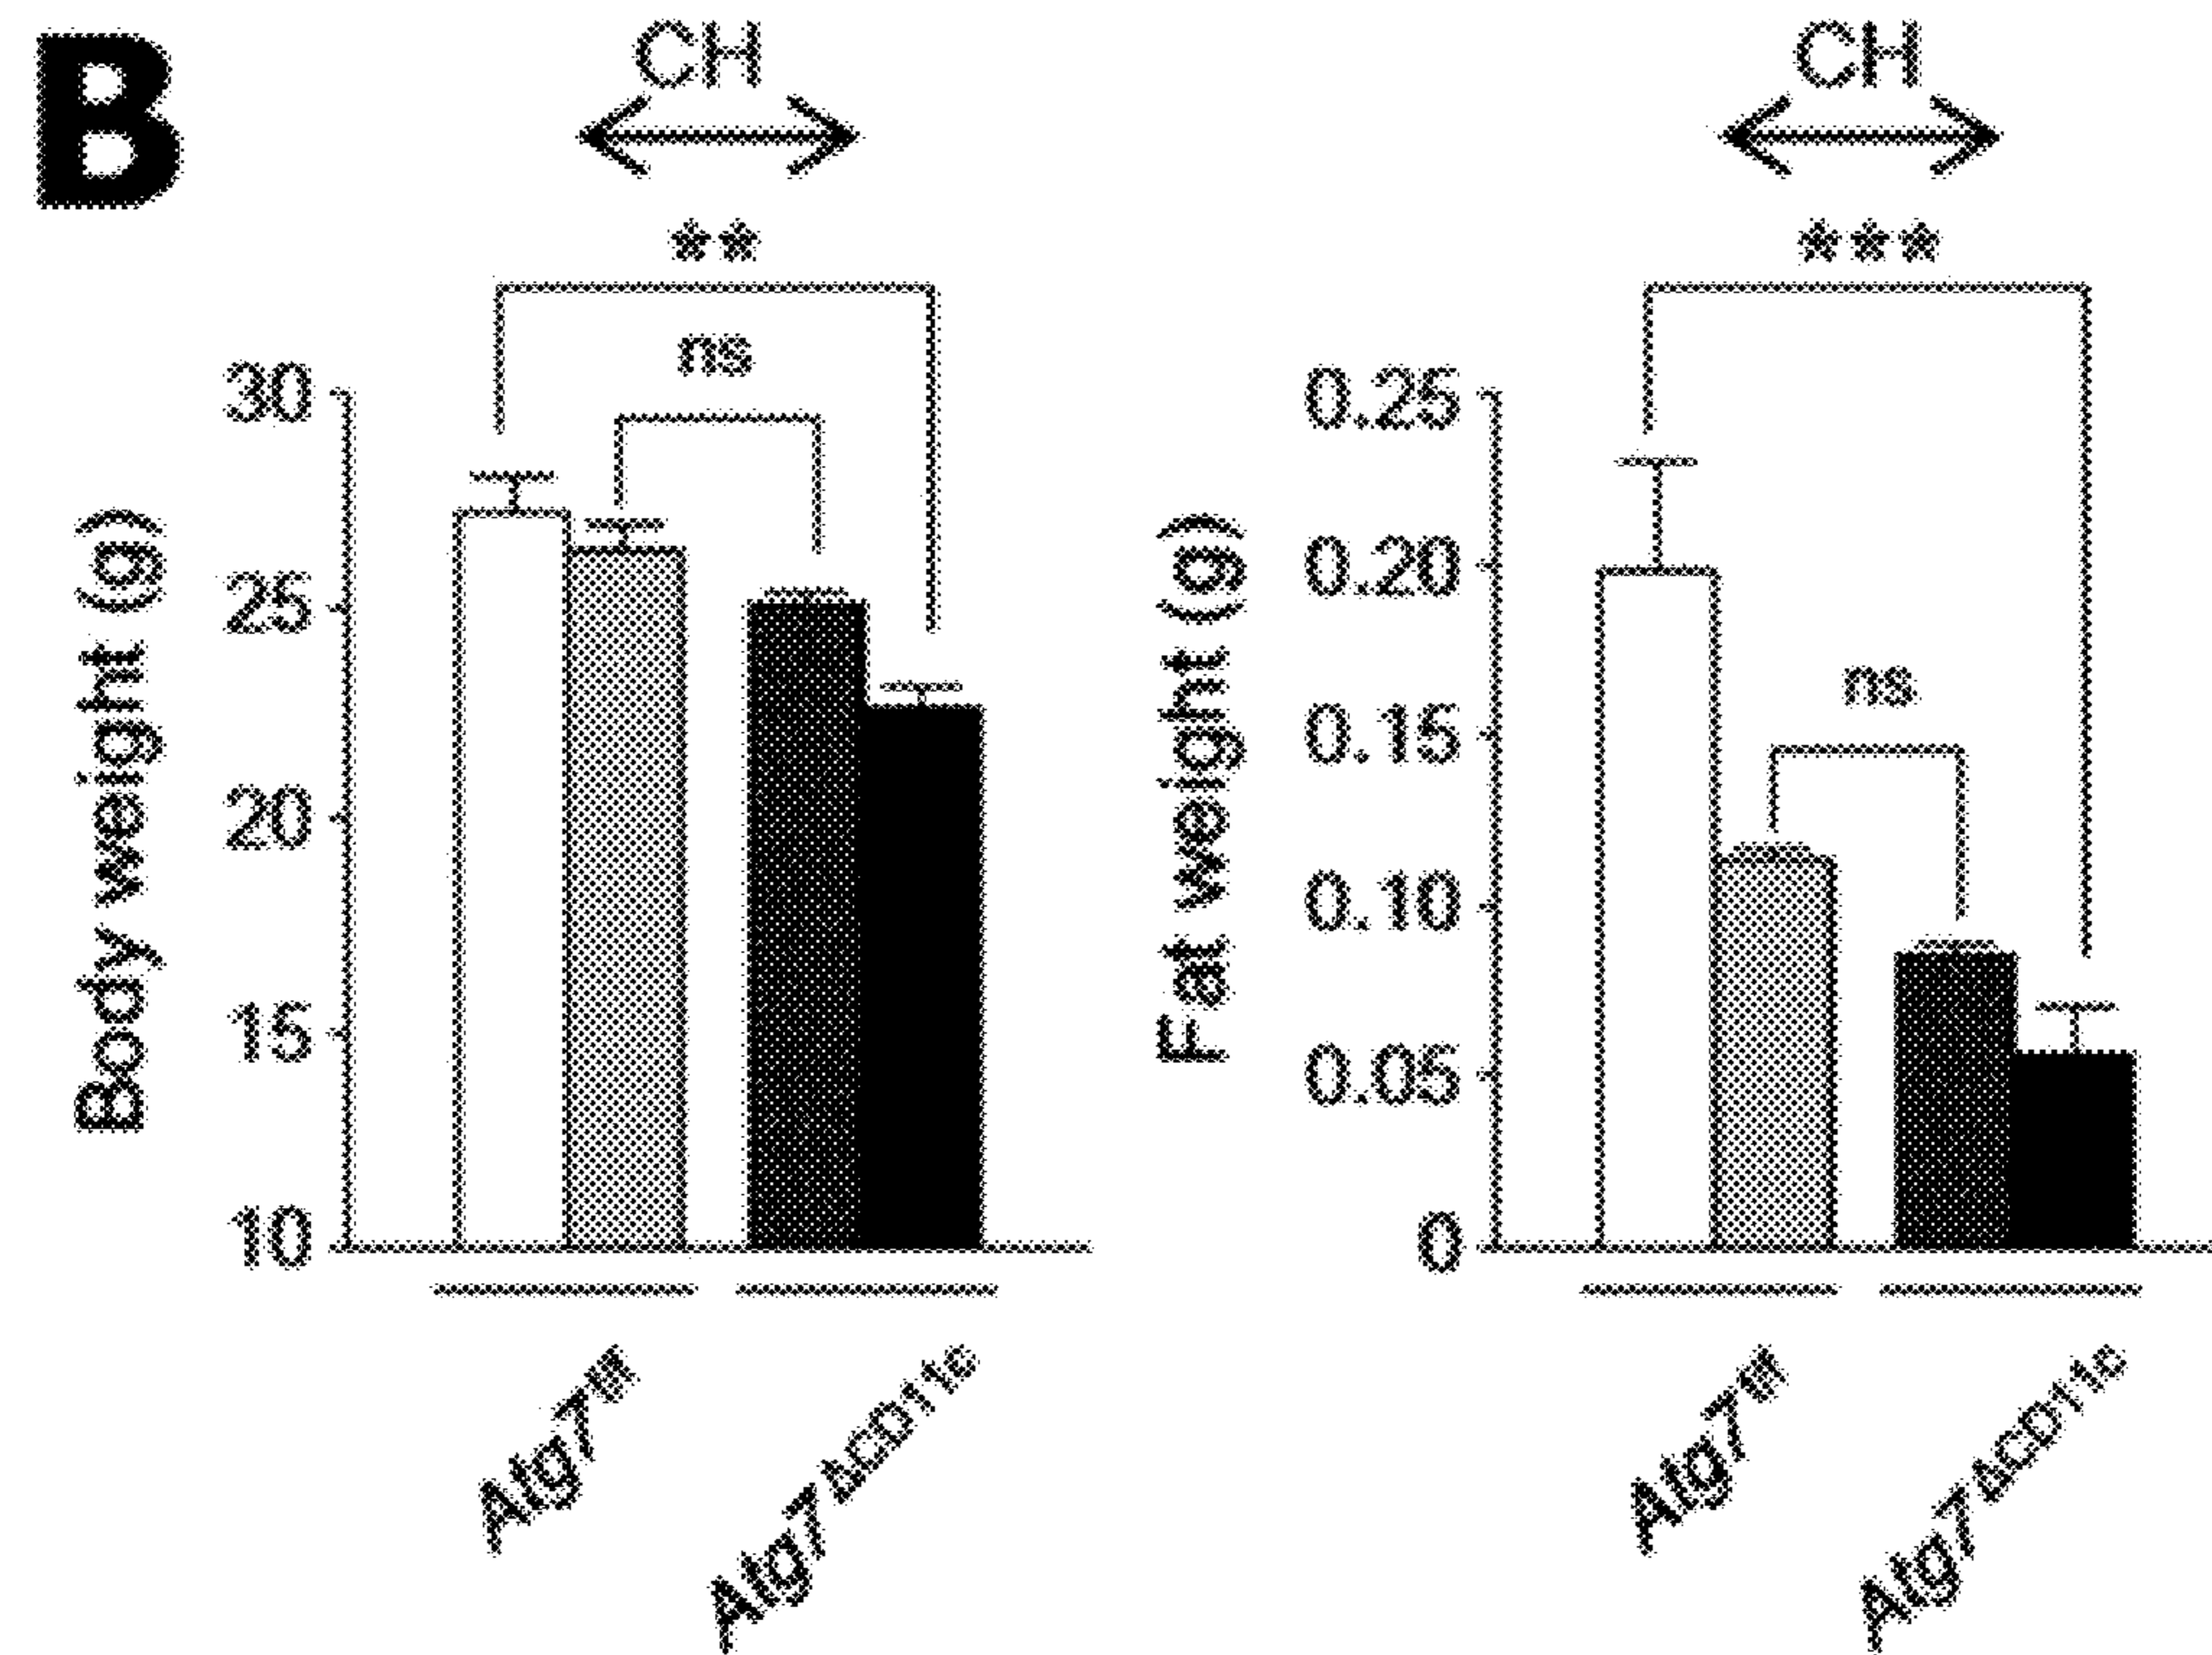 B
CH
**
ns
30
25
20
15
10
Body weight (g)
Atg7f/f
Atg7ΔCD11c
CH
***
ns
0.25
0.20
0.15
0.10
0.05
0
Fat weight (g)
Atg7f/f
Atg7ΔCD11c